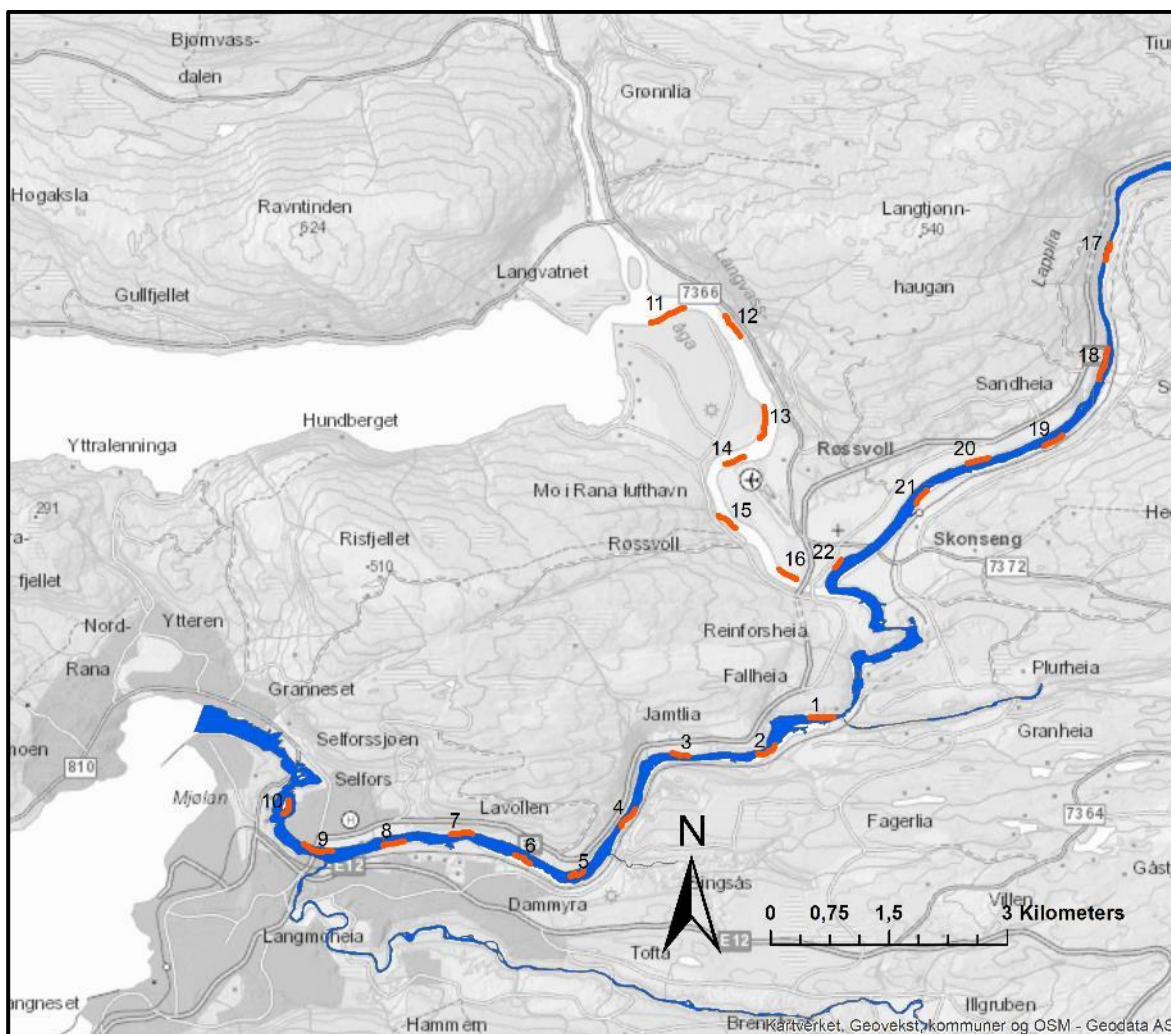 Bjørnvass-
dalen
Grønnlia
Høgaksla
Ravntinden
624
Langtjønn-
540
haugan
Lapplia
17
Langvatnet
7366
Gullfjellet
11
12
åga
18
Sandheia
Hundberget
13
Yttralenninga
14
Røssvoll
20
19
291
Mo i Rana lufthavn
21
15
Risfjellet
Røssvoll
Skonseng
510
22
7372
fjellet
16
Nord-
Ytteren
Rana
Reinforsheia
Granneset
Fallheia
Plurheia
Jamtlia
1
Selforssjøen
3
2
Granheia
810
Selfors
Mjølan
10
H
Lavollen
4
7364
7
Fagerlia
8
N
9
6
E12
5
Singsås
Dammyra
Villen
0 0,75 1,5 3 Kilometers
Langmoheia
E12
Tofta
Illgruben
Hammern
Kartverket, Geovekst, kommuner og OSM - Geodata AS